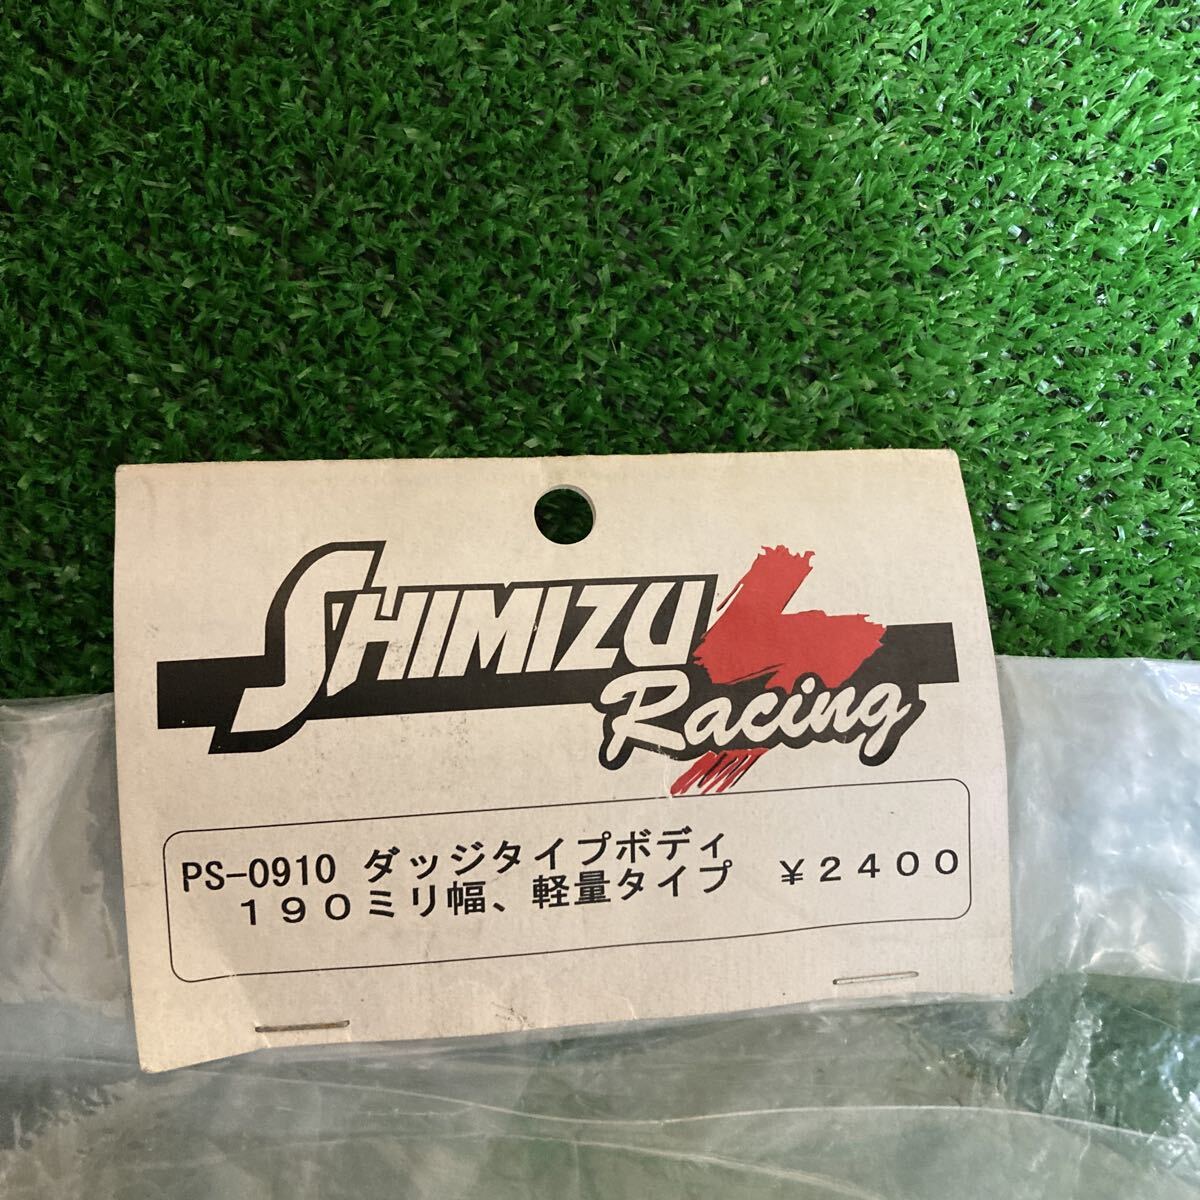 SHIMIZU
Racing
PS-0910 ダッジタイプボディ
190ミリ幅、軽量タイプ ¥2400